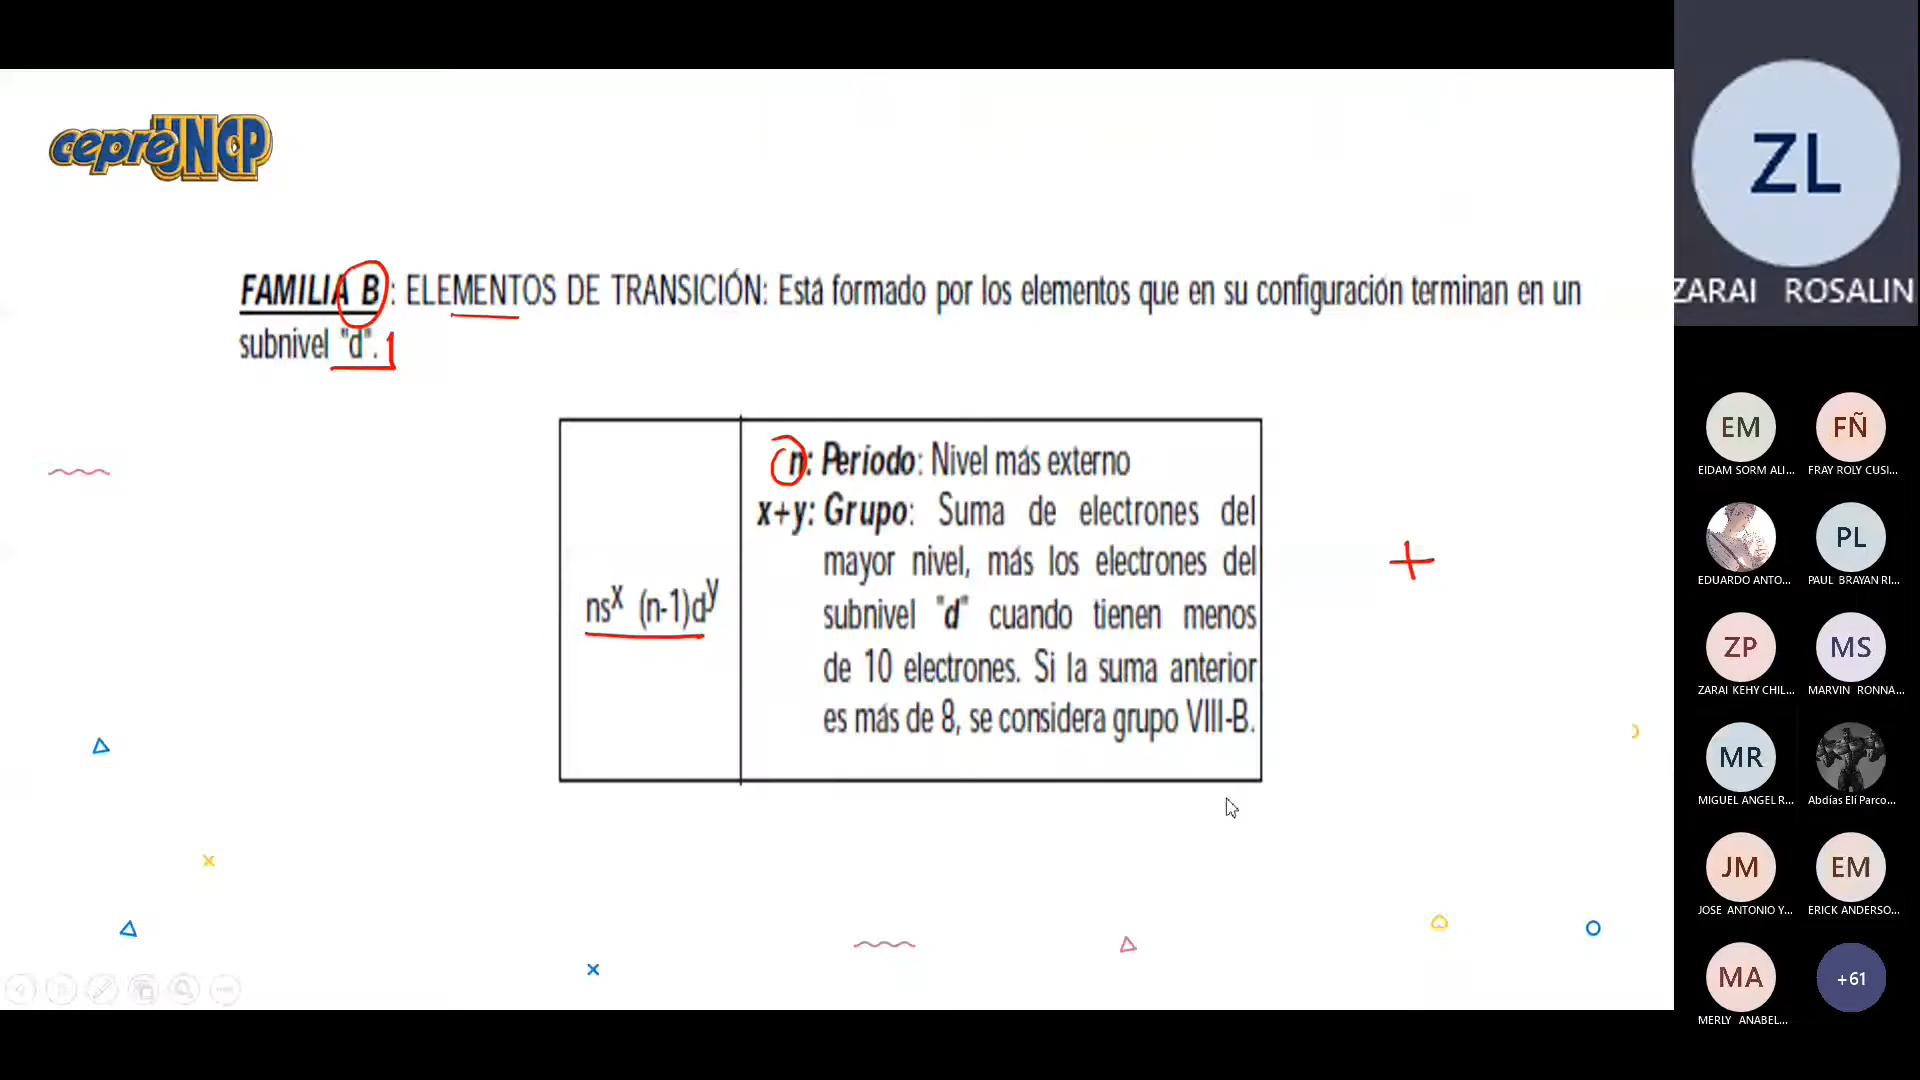 cepreUNCP
FAMILIA B : ELEMENTOS DE TRANSICIÓN: Está formado por los elementos que en su configuración terminan en un
subnivel "d".
nsˣ (n-1)dʸ
n: Período: Nivel más externo
x+y: Grupo: Suma de electrones del
mayor nivel, más los electrones del
subnivel "d" cuando tienen menos
de 10 electrones. Si la suma anterior
es más de 8, se considera grupo VIII-B.
+
ZL
ZARAI ROSALIN
EM
EIDAM SORM ALI...
FÑ
FRAY ROLY CUSI...
EDUARDO ANTO...
PL
PAUL BRAYAN RI...
ZP
ZARAI KEHY CHIL...
MS
MARVIN RONNA...
MR
MIGUEL ANGEL R...
Abdías Elí Parco...
JM
JOSE ANTONIO Y...
EM
ERICK ANDERSO...
MA
MERLY ANABEL...
+61